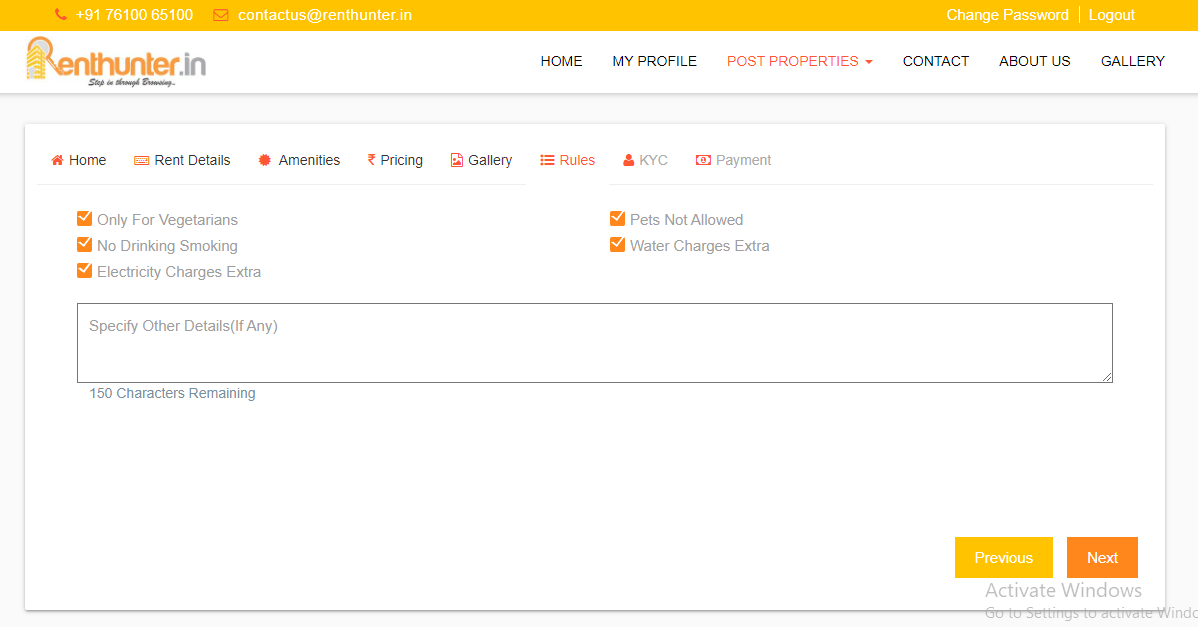 +91 76100 65100 contactus@renthunter.in Change Password Logout
Renthunter.in
Step in through Browsing..
HOME MY PROFILE POST PROPERTIES CONTACT ABOUT US GALLERY
Home Rent Details Amenities ₹ Pricing Gallery Rules KYC Payment
Only For Vegetarians Pets Not Allowed
No Drinking Smoking Water Charges Extra
Electricity Charges Extra
Specify Other Details(If Any)
150 Characters Remaining
Previous Next
Activate Windows
Go to Settings to activate Windo